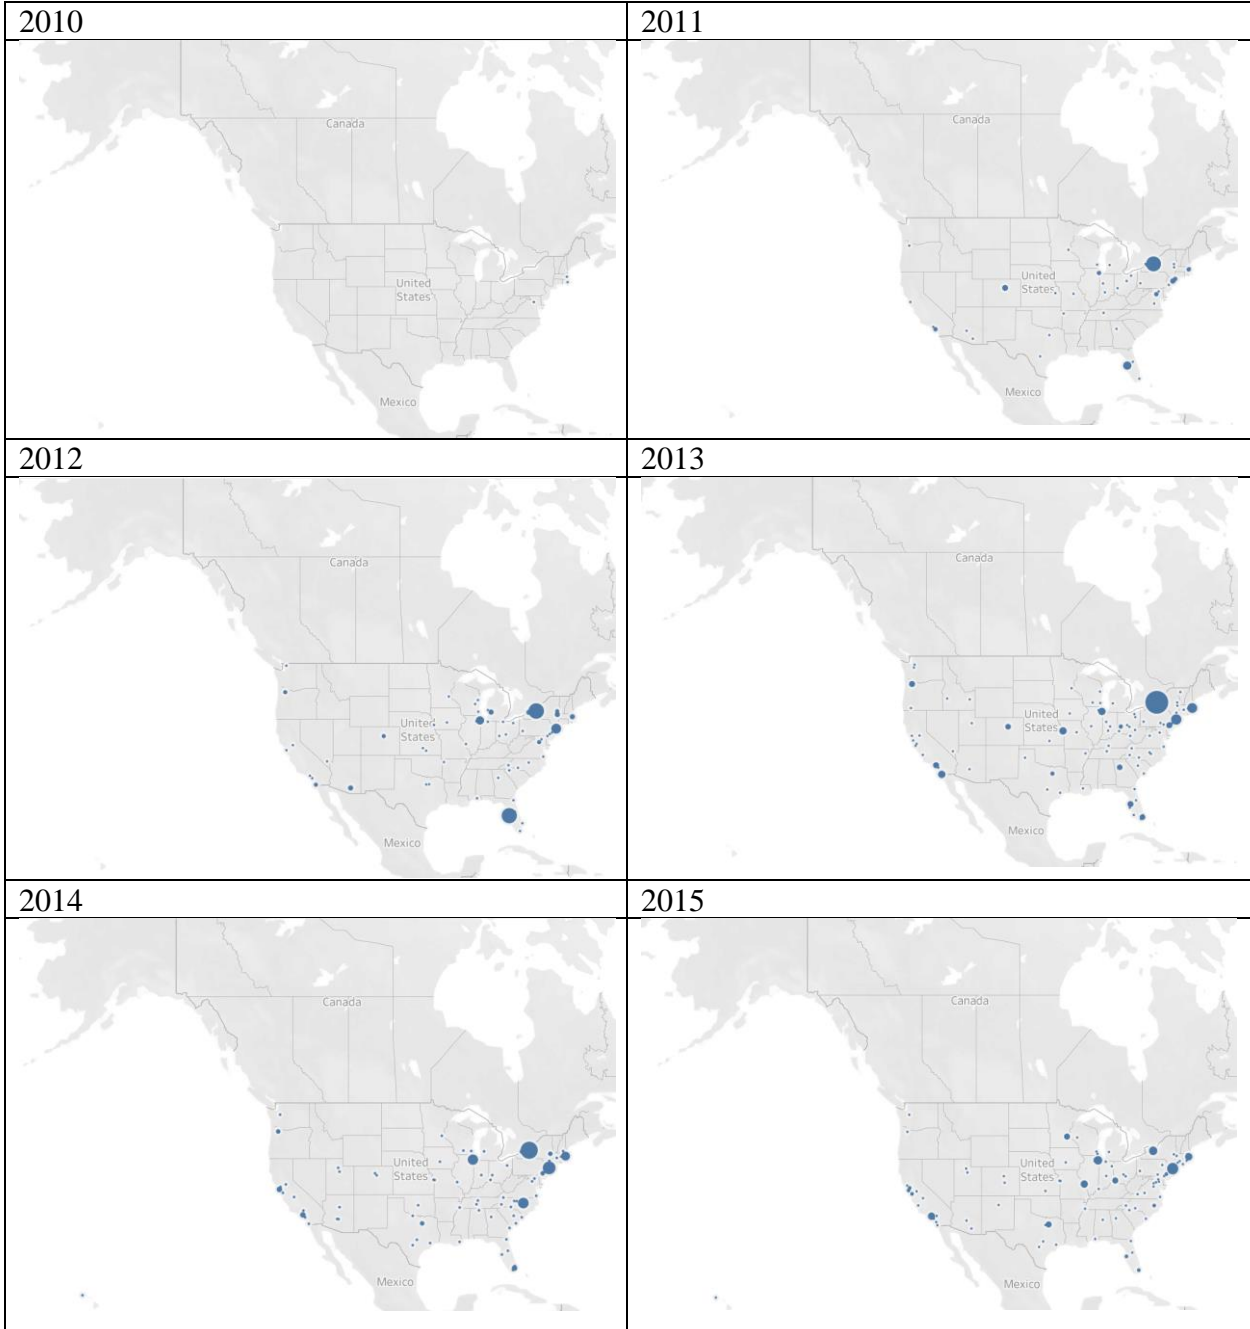 2010
2011
Canada
United
States
Mexico
Canada
United
States
Mexico
2012
2013
Canada
United
States
Mexico
Canada
United
States
Mexico
2014
2015
Canada
United
States
Mexico
Canada
United
States
Mexico